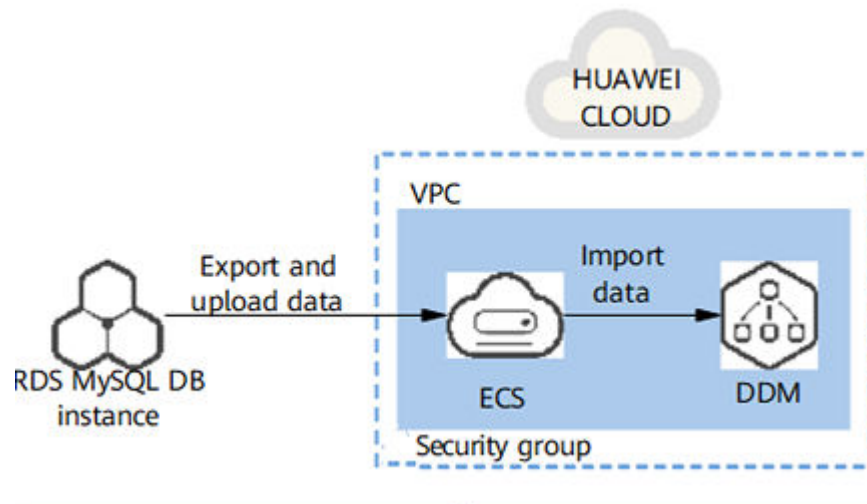 HUAWEI
CLOUD
VPC
Export and
upload data
Import
data
RDS MySQL DB
instance
ECS
DDM
Security group